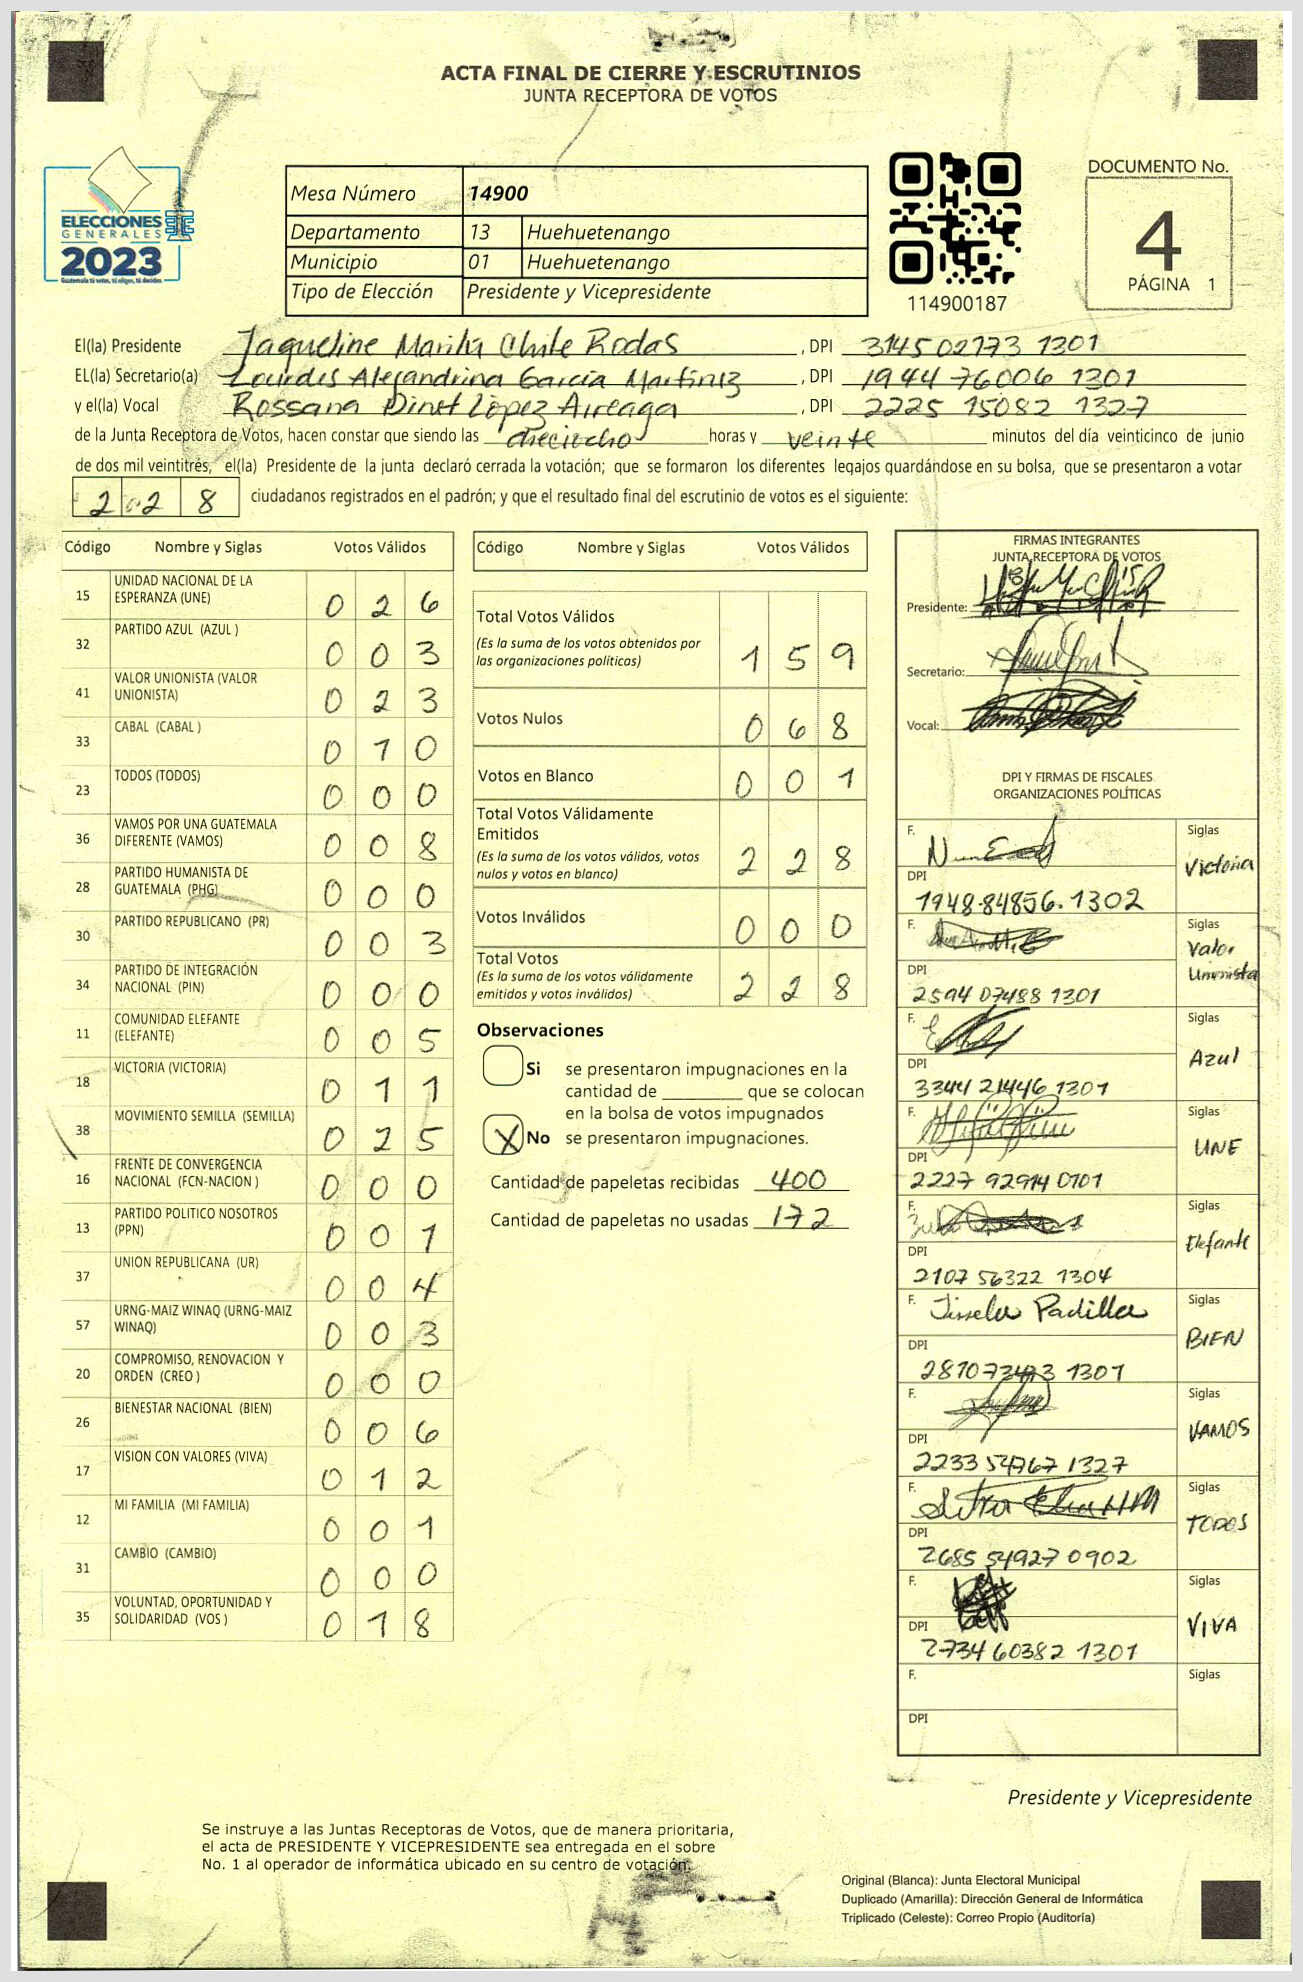 ACTA FINAL DE CIERRE Y ESCRUTINIOS
JUNTA RECEPTORA DE VOTOS
ELECCIONES
GENERALES
2023
Guatemala tú votas, tú eliges, tú decides
Mesa Número 14900
Departamento 13 Huehuetenango
Municipio 01 Huehuetenango
Tipo de Elección Presidente y Vicepresidente
114900187
DOCUMENTO No.
4
PÁGINA 1
El(la) Presidente Jaqueline Chile Rodas , DPI 314502773 1301
EL(la) Secretario(a) Lourdes Alejandrina García Martinez , DPI 1944 76006 1301
y el(la) Vocal Rossana Dinet López , DPI 2225 15082 1327
de la Junta Receptora de Votos, hacen constar que siendo las dieciocho horas y veinte minutos del día veinticinco de junio
de dos mil veintitrés, el(la) Presidente de la junta declaró cerrada la votación; que se formaron los diferentes legajos guardándose en su bolsa, que se presentaron a votar
2 2 8 ciudadanos registrados en el padrón; y que el resultado final del escrutinio de votos es el siguiente:
Código Nombre y Siglas Votos Válidos
15 UNIDAD NACIONAL DE LA ESPERANZA (UNE) 0 2 6
32 PARTIDO AZUL (AZUL ) 0 0 3
41 VALOR UNIONISTA (VALOR UNIONISTA) 0 2 3
33 CABAL (CABAL ) 0 1 0
23 TODOS (TODOS) 0 0 0
36 VAMOS POR UNA GUATEMALA DIFERENTE (VAMOS) 0 0 8
28 PARTIDO HUMANISTA DE GUATEMALA (PHG) 0 0 0
30 PARTIDO REPUBLICANO (PR) 0 0 3
34 PARTIDO DE INTEGRACIÓN NACIONAL (PIN) 0 0 0
11 COMUNIDAD ELEFANTE (ELEFANTE) 0 0 5
18 VICTORIA (VICTORIA) 0 1 1
38 MOVIMIENTO SEMILLA (SEMILLA) 0 2 5
16 FRENTE DE CONVERGENCIA NACIONAL (FCN-NACION ) 0 0 0
13 PARTIDO POLITICO NOSOTROS (PPN) 0 0 1
37 UNION REPUBLICANA (UR) 0 0 4
57 URNG-MAIZ WINAQ (URNG-MAIZ WINAQ) 0 0 3
20 COMPROMISO, RENOVACION Y ORDEN (CREO ) 0 0 0
26 BIENESTAR NACIONAL (BIEN) 0 0 6
17 VISION CON VALORES (VIVA) 0 1 2
12 MI FAMILIA (MI FAMILIA) 0 0 1
31 CAMBIO (CAMBIO) 0 0 0
35 VOLUNTAD, OPORTUNIDAD Y SOLIDARIDAD (VOS ) 0 1 8
Código Nombre y Siglas Votos Válidos
Total Votos Válidos
(Es la suma de los votos obtenidos por
las organizaciones políticas) 1 5 9
Votos Nulos 0 6 8
Votos en Blanco 0 0 1
Total Votos Válidamente
Emitidos
(Es la suma de los votos válidos, votos
nulos y votos en blanco) 2 2 8
Votos Inválidos 0 0 0
Total Votos
(Es la suma de los votos válidamente
emitidos y votos inválidos) 2 2 8
Observaciones
Si se presentaron impugnaciones en la
cantidad de ________ que se colocan
en la bolsa de votos impugnados
X No se presentaron impugnaciones.
Cantidad de papeletas recibidas 400
Cantidad de papeletas no usadas 172
FIRMAS INTEGRANTES
JUNTA RECEPTORA DE VOTOS
Presidente:
Secretario:
Vocal:
DPI Y FIRMAS DE FISCALES
ORGANIZACIONES POLÍTICAS
F. Siglas
Victoria
DPI
1948-84856.1302
F. Siglas
Valor
Unionista
DPI
2594 07488 1301
F. Siglas
Azul
DPI
3344 21446 1301
F. Siglas
UNE
DPI
2227 92914 0101
F. Siglas
Elefante
DPI
2107 56322 1304
F. Padilla Siglas
BIEN
DPI
1301
F. Siglas
VAMOS
DPI
2233 54767 1327
F. Siglas
TODOS
DPI
2685 54927 0902
F. Siglas
VIVA
DPI
2734 60382 1301
F. Siglas
DPI
Presidente y Vicepresidente
Se instruye a las Juntas Receptoras de Votos, que de manera prioritaria,
el acta de PRESIDENTE Y VICEPRESIDENTE sea entregada en el sobre
No. 1 al operador de informática ubicado en su centro de votación.
Original (Blanca): Junta Electoral Municipal
Duplicado (Amarilla): Dirección General de Informática
Triplicado (Celeste): Correo Propio (Auditoría)